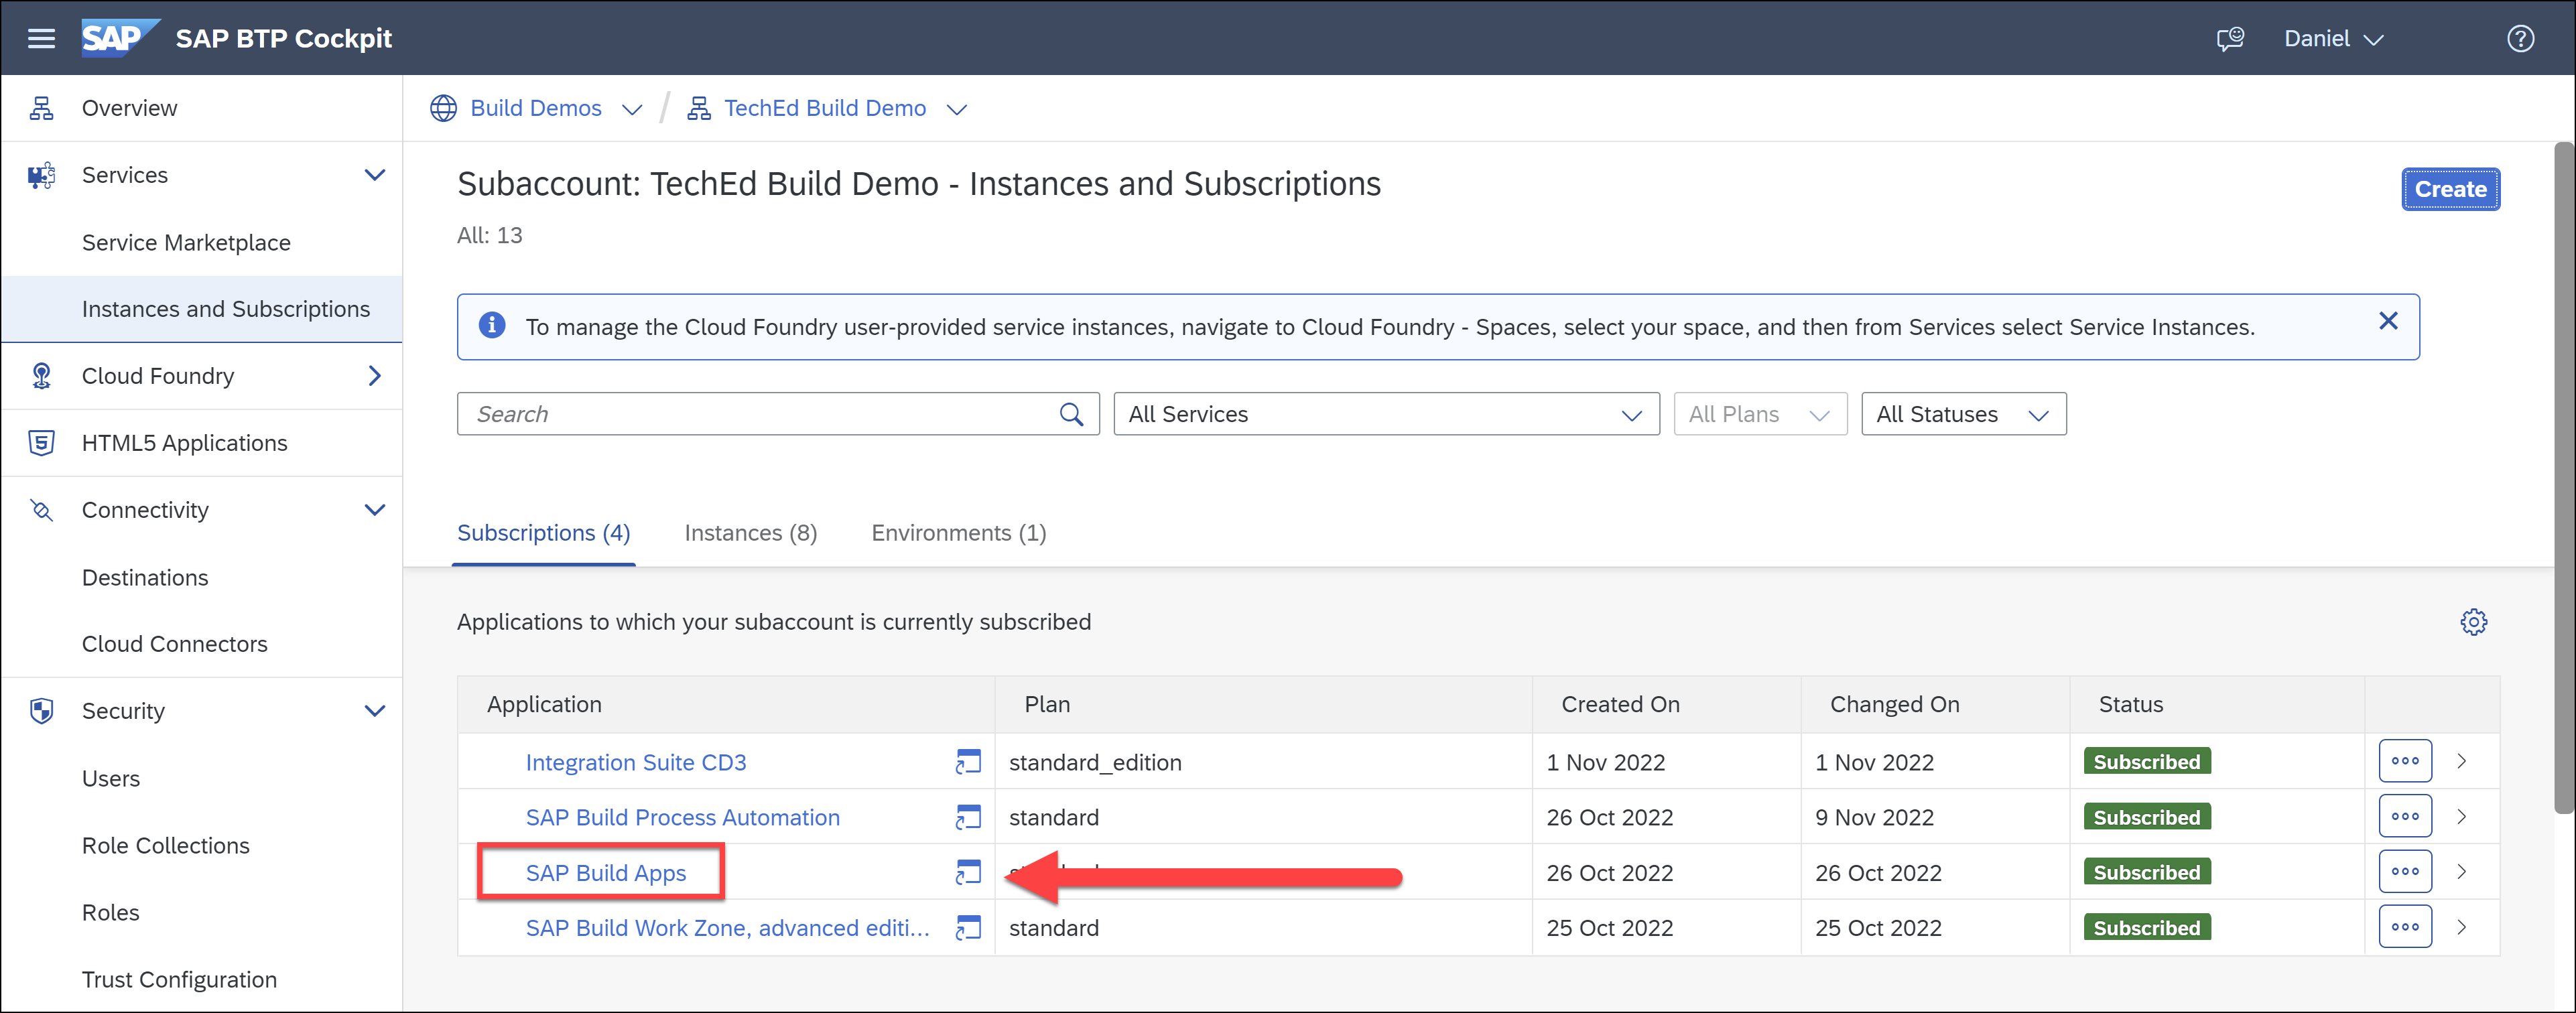 SAP SAP BTP Cockpit
Daniel
Overview
Services
Service Marketplace
Instances and Subscriptions
Cloud Foundry
HTML5 Applications
Connectivity
Destinations
Cloud Connectors
Security
Users
Role Collections
Roles
Trust Configuration
Build Demos / TechEd Build Demo
Subaccount: TechEd Build Demo - Instances and Subscriptions
Create
All: 13
To manage the Cloud Foundry user-provided service instances, navigate to Cloud Foundry - Spaces, select your space, and then from Services select Service Instances.
Search All Services All Plans All Statuses
Subscriptions (4) Instances (8) Environments (1)
Applications to which your subaccount is currently subscribed
Application Plan Created On Changed On Status
Integration Suite CD3 standard_edition 1 Nov 2022 1 Nov 2022 Subscribed
SAP Build Process Automation standard 26 Oct 2022 9 Nov 2022 Subscribed
SAP Build Apps 26 Oct 2022 26 Oct 2022 Subscribed
SAP Build Work Zone, advanced editi... standard 25 Oct 2022 25 Oct 2022 Subscribed